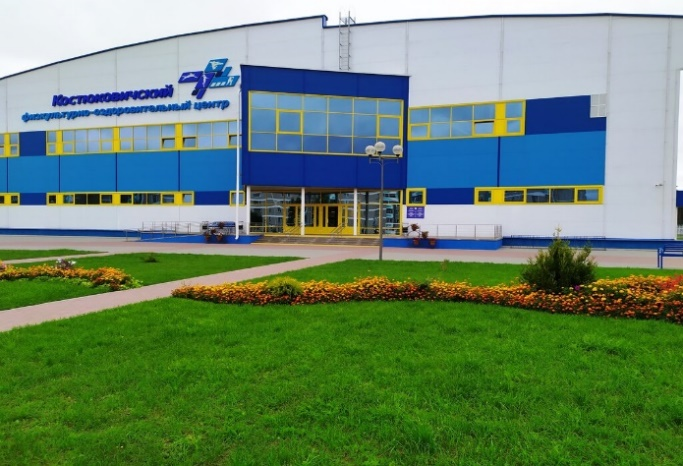 Костюковичский
физкультурно-оздоровительный центр